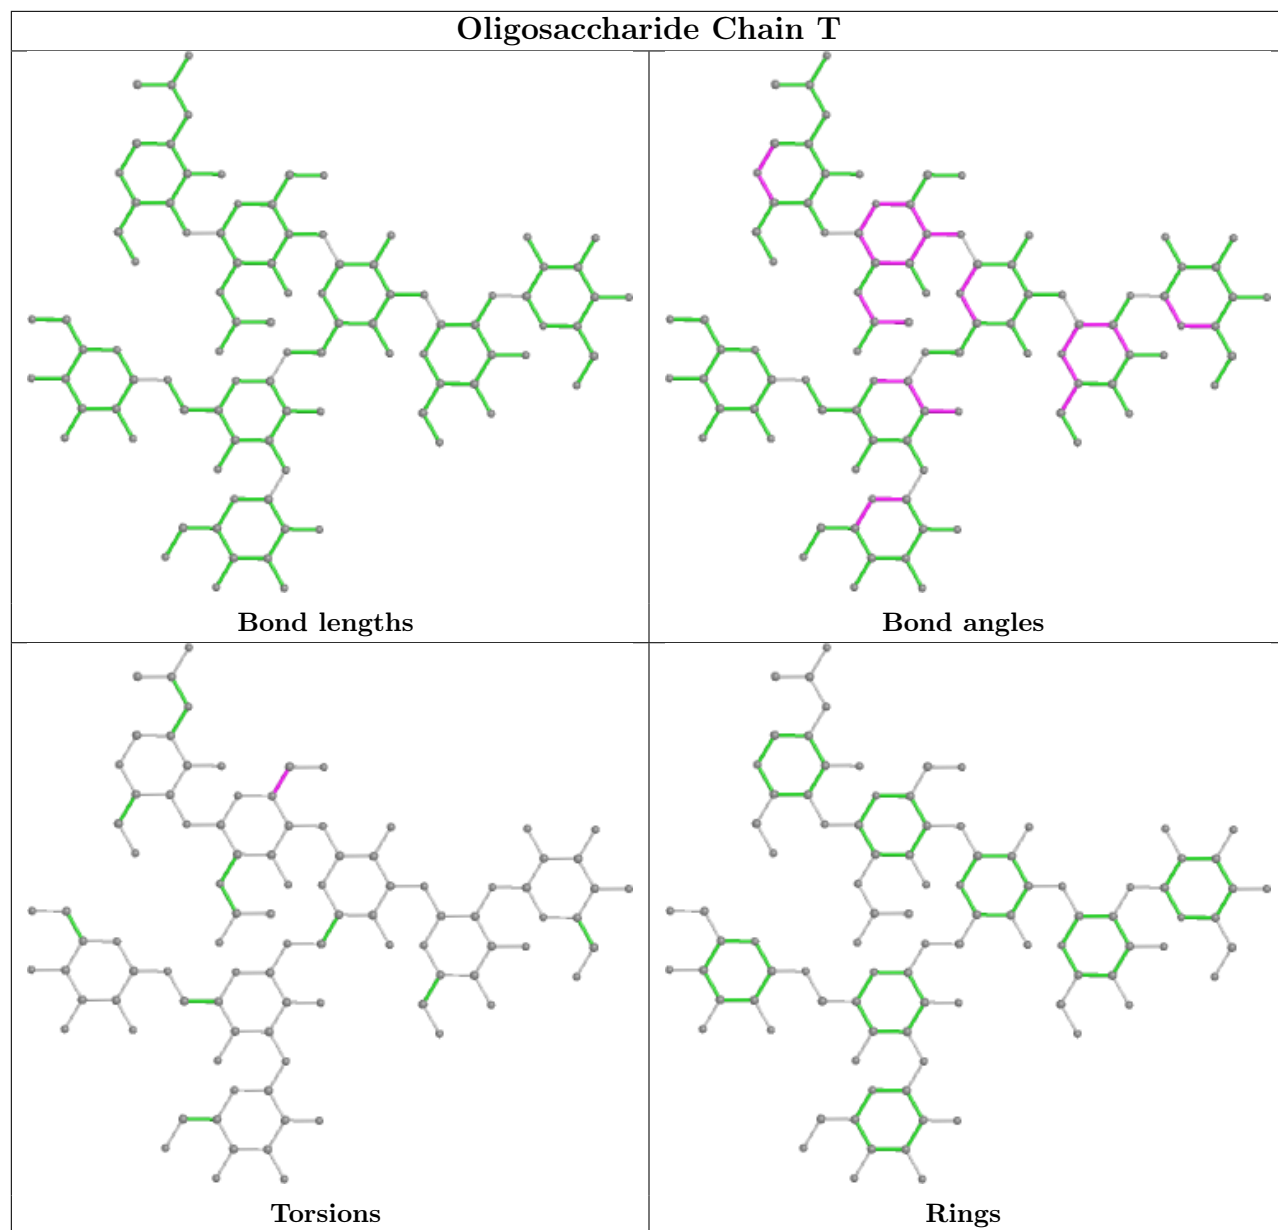 Oligosaccharide Chain T
Bond lengths
Bond angles
Torsions
Rings